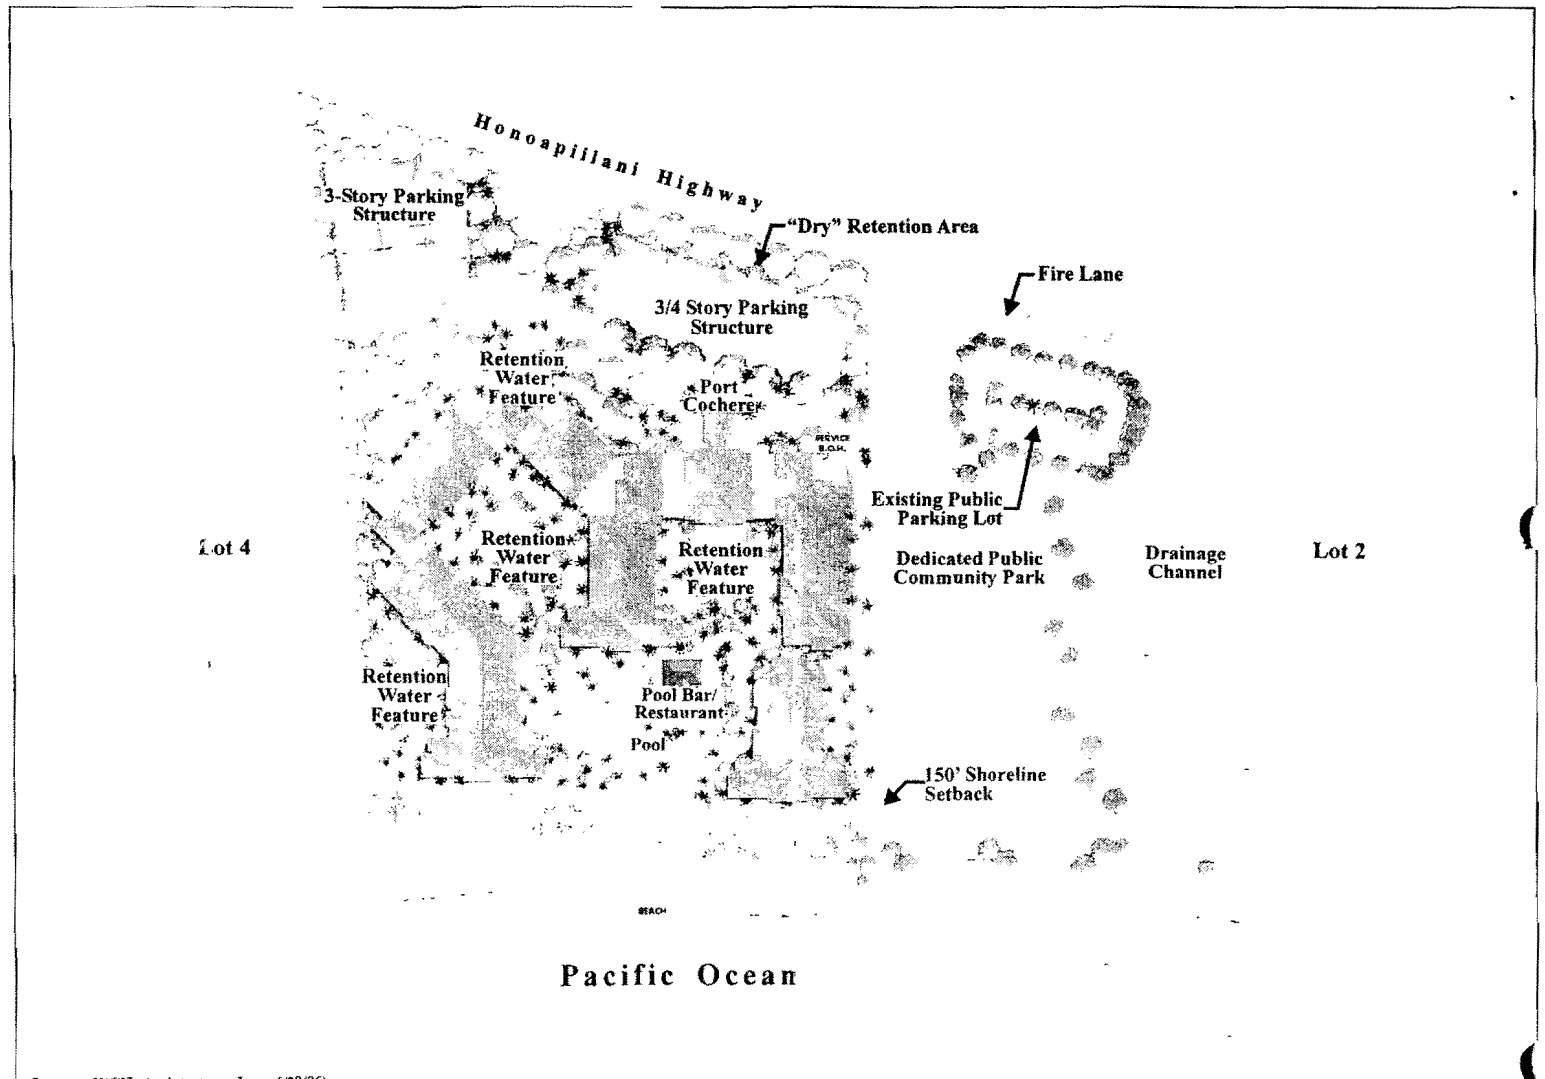 Honoapiilani Highway
3-Story Parking
Structure
"Dry" Retention Area
Fire Lane
3/4 Story Parking
Structure
Retention
Water
Feature
Port
Cochere
SERVICE
B.O.H.
Existing Public
Parking Lot
Lot 4
Retention
Water
Feature
Retention
Water
Feature
Dedicated Public
Community Park
Drainage
Channel
Lot 2
Retention
Water
Feature
Pool Bar/
Restaurant
Pool
150' Shoreline
Setback
BEACH
Pacific Ocean